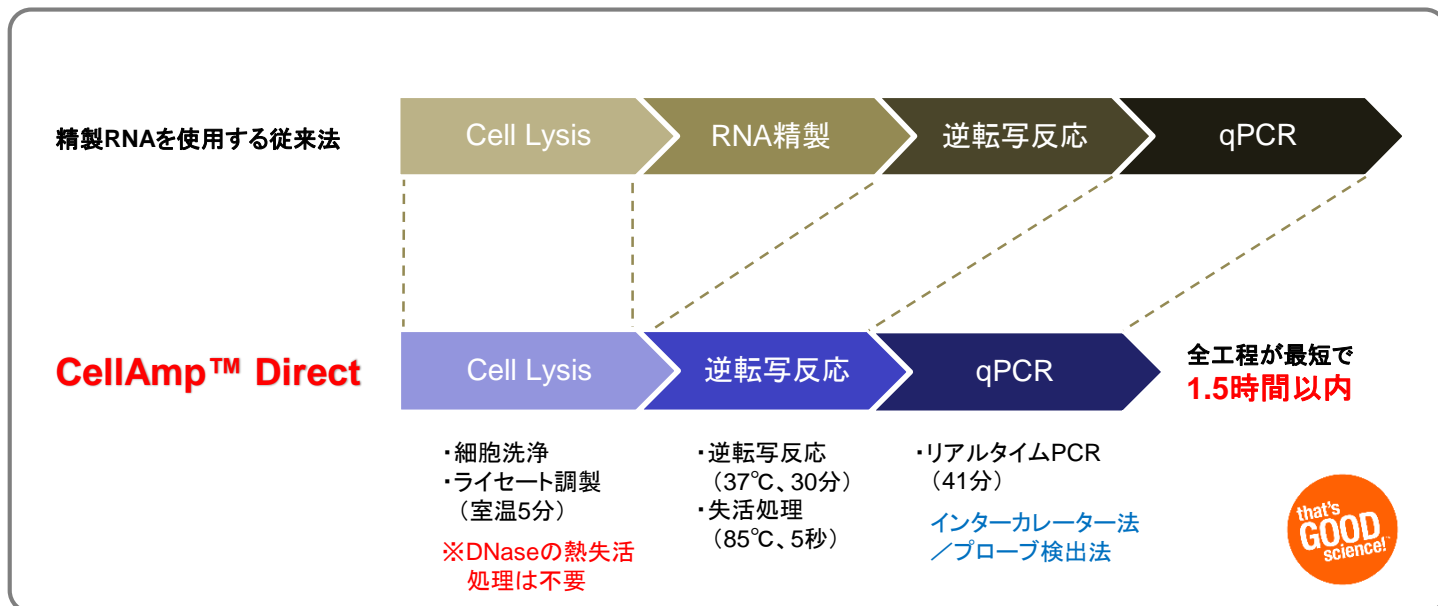 精製RNAを使用する従来法
Cell Lysis
RNA精製
逆転写反応
qPCR
CellAmp™ Direct
Cell Lysis
逆転写反応
qPCR
全工程が最短で
1.5時間以内
・細胞洗浄
・ライセート調製
（室温5分）
※DNaseの熱失活
処理は不要
・逆転写反応
（37℃、30分）
・失活処理
（85℃、5秒）
・リアルタイムPCR
（41分）
インターカレーター法
／プローブ検出法
that's
GOOD
science!™